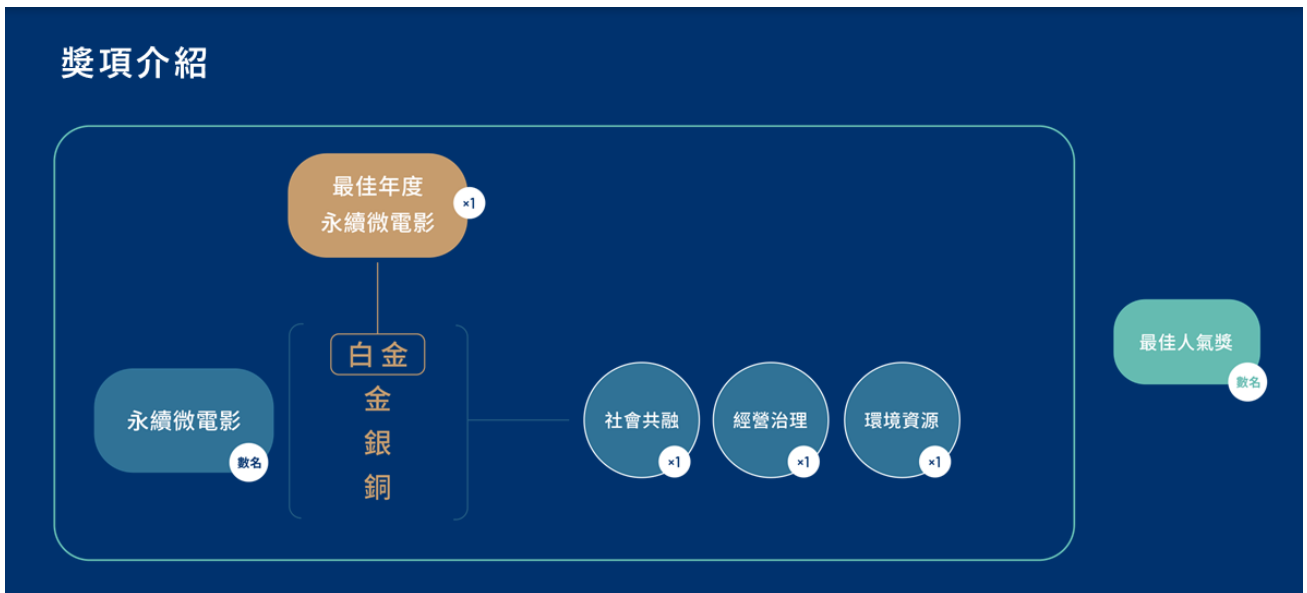 獎項介紹
最佳年度
永續微電影
×1
白金
金
銀
銅
永續微電影
數名
社會共融
×1
經營治理
×1
環境資源
×1
最佳人氣獎
數名